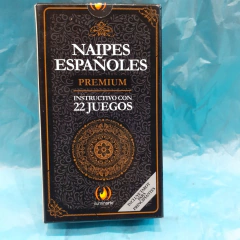 NAIPES
ESPAÑOLES
PREMIUM
INSTRUCTIVO CON
22 JUEGOS